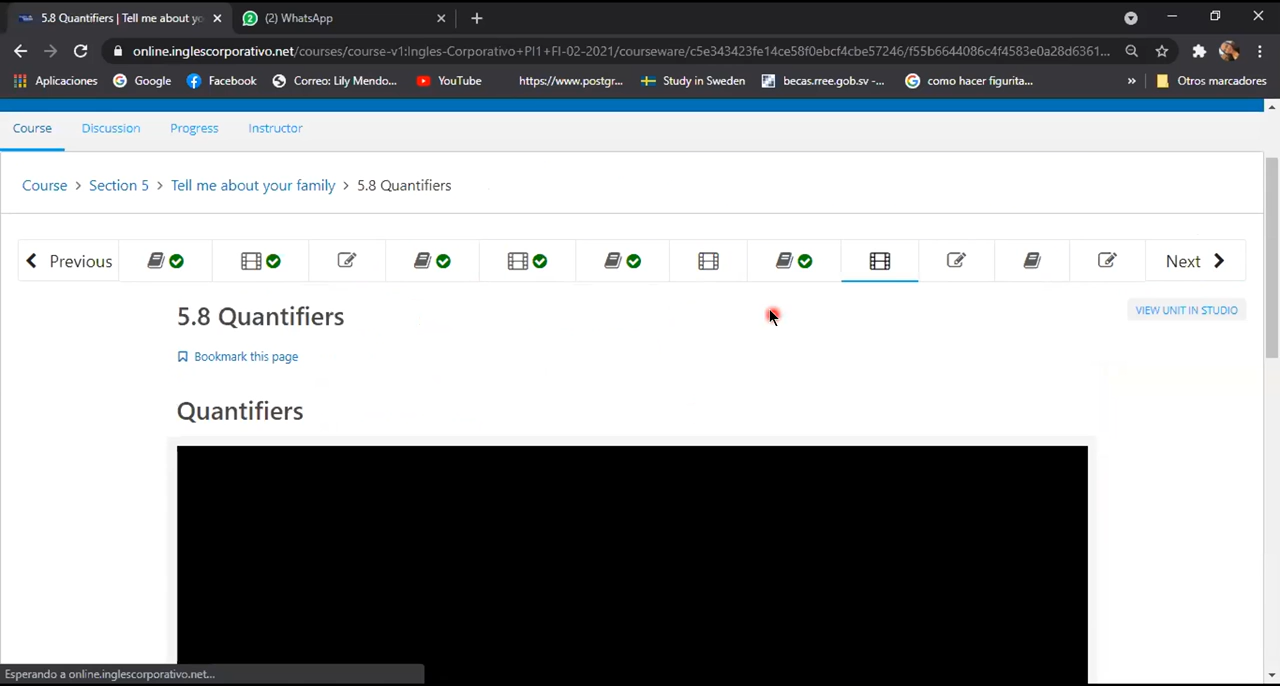 5.8 Quantifiers | Tell me about yo
(2) WhatsApp
online.inglescorporativo.net/courses/course-v1:Ingles-Corporativo+PI1+FI-02-2021/courseware/c5e343423fe14ce58f0ebcf4cbe57246/f55b6644086c4f4583e0a28d6361...
Aplicaciones Google Facebook Correo: Lily Mendo... YouTube https://www.postgr... Study in Sweden becas.rree.gob.sv -... como hacer figurita... » Otros marcadores
Course Discussion Progress Instructor
Course > Section 5 > Tell me about your family > 5.8 Quantifiers
Previous Next
5.8 Quantifiers
VIEW UNIT IN STUDIO
Bookmark this page
Quantifiers
Esperando a online.inglescorporativo.net...